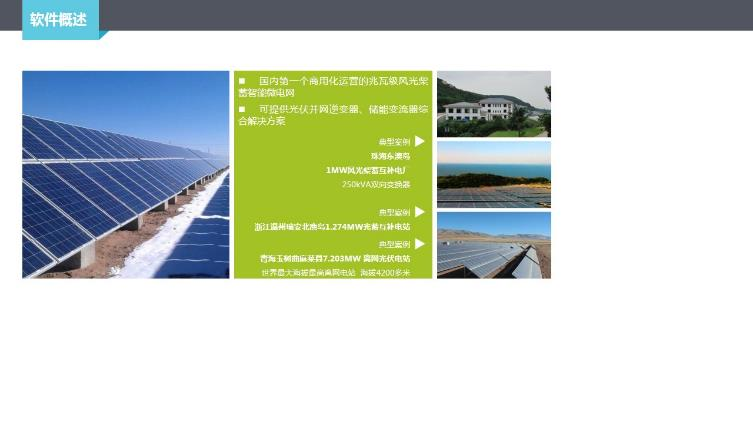 软件概述
■ 国内第一个商用化运营的兆瓦级风光柴
蓄智能微电网
■ 可提供光伏并网逆变器、储能变流器综
合解决方案
典型案例
珠海东澳岛
1MW风光柴蓄互补电厂
250kVA双向变换器
典型案例
浙江温州瑞安北麂岛1.274MW光蓄互补电站
典型案例
青海玉树曲麻莱县7.203MW 离网光伏电站
世界最大海拔最高离网电站 海拔4200多米